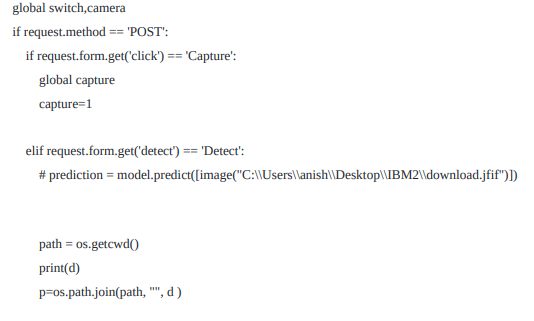 global switch,camera
if request.method == 'POST':
if request.form.get('click') == 'Capture':
global capture
capture=1
elif request.form.get('detect') == 'Detect':
# prediction = model.predict([image("C:\\Users\\anish\\Desktop\\IBM2\\download.jfif")])
path = os.getcwd()
print(d)
p=os.path.join(path, "", d )